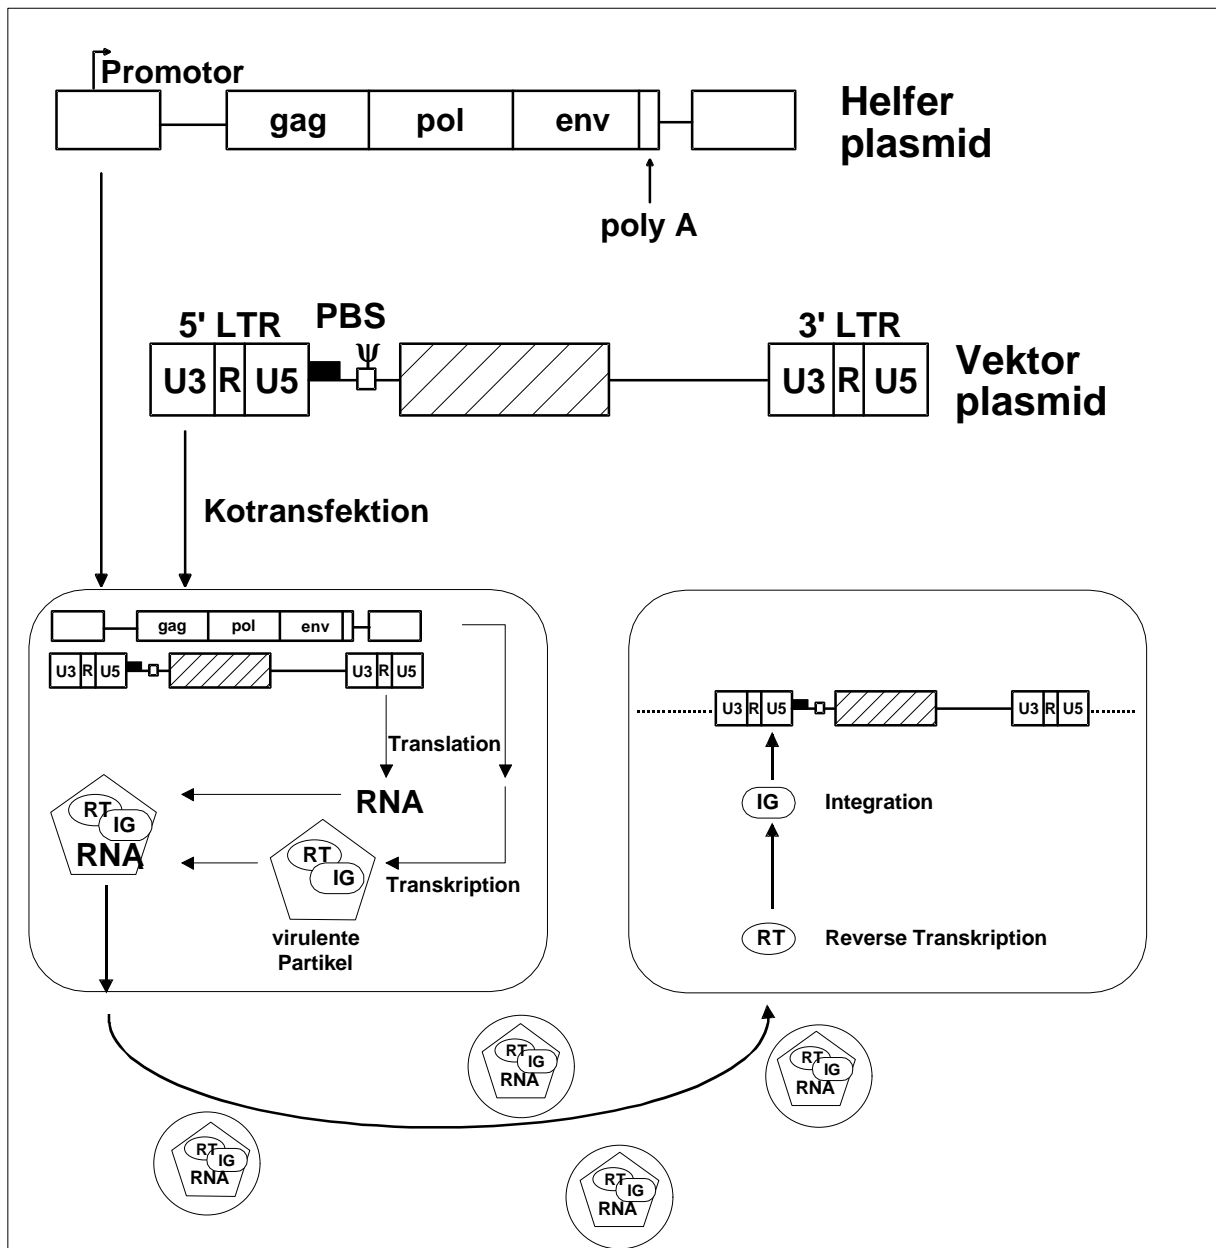 Promotor
gag pol env
Helfer
plasmid
poly A
5' LTR PBS 3' LTR
ψ
U3 R U5 U3 R U5
Vektor
plasmid
Kotransfektion
gag pol env
U3 R U5 U3 R U5
Translation
RNA
RT
IG
RNA
RT
IG
Transkription
virulente
Partikel
U3 R U5 U3 R U5
IG Integration
RT Reverse Transkription
RT
IG
RNA
RT
IG
RNA
RT
IG
RNA
RT
IG
RNA